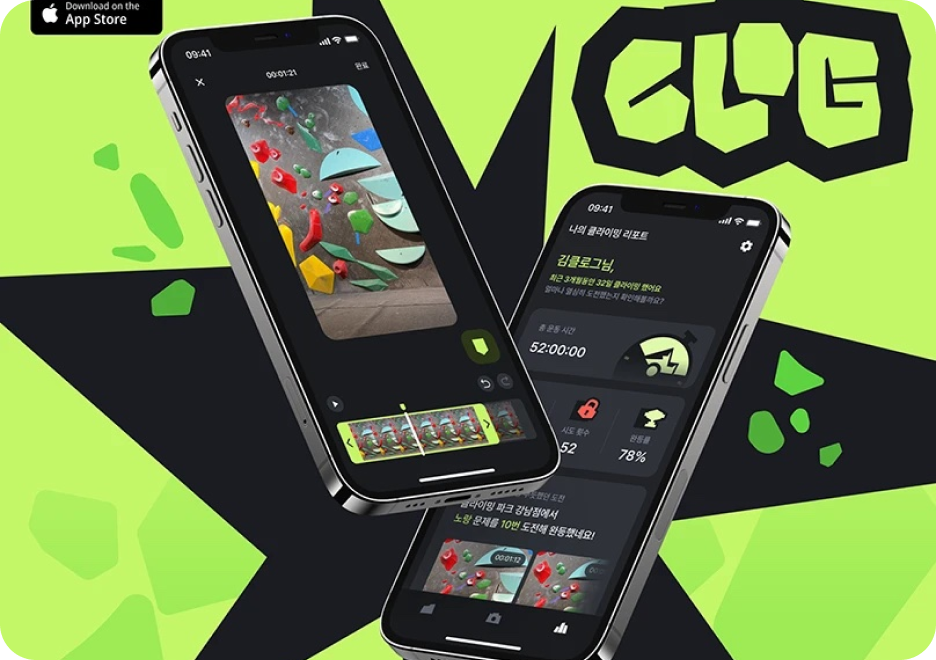 Download on the
App Store
CLOG
09:41
00:01:21
완료
09:41
나의 클라이밍 리포트
김클로그님,
최근 3개월동안 32일 클라이밍 했어요
얼마나 열심히 도전했는지 확인해볼까요?
총 운동 시간
52:00:00
시도 횟수
52
완등률
78%
도전
클라이밍 파크 강남점에서
노랑 문제를 10번 도전해 완등했네요!
00:01:12